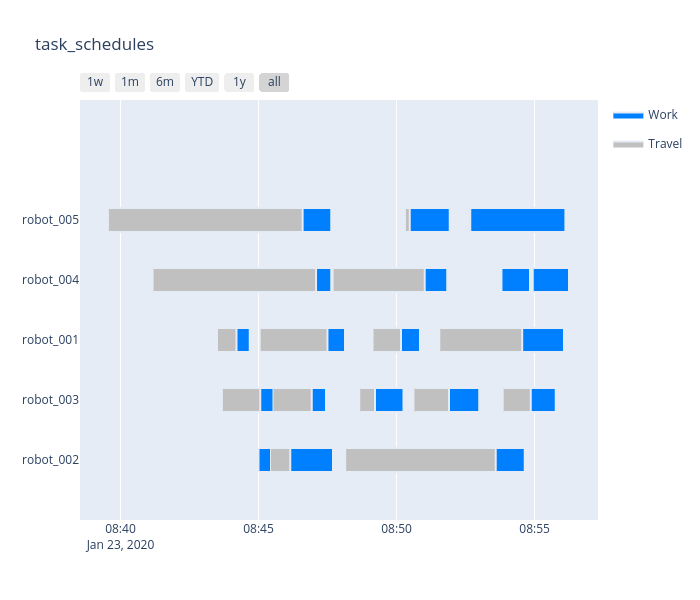 task_schedules
1w 1m 6m YTD 1y all
Work
Travel
robot_005
robot_004
robot_001
robot_003
robot_002
08:40 08:45 08:50 08:55
Jan 23, 2020